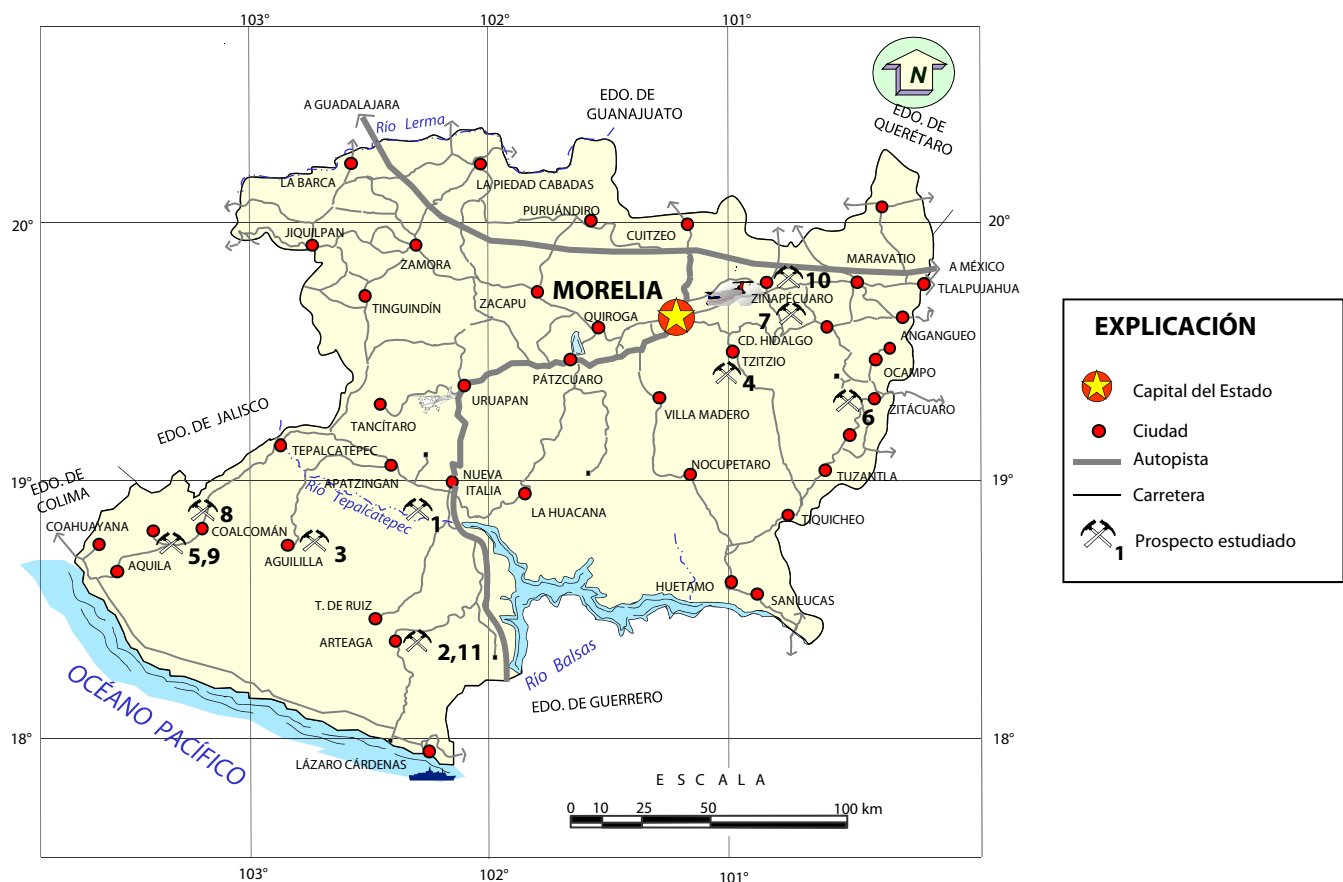 103°
102°
101°
N
EDO. DE
GUANAJUATO
A GUADALAJARA
Río Lerma
EDO. DE
QUERÉTARO
LA BARCA
LA PIEDAD CABADAS
PURUÁNDIRO
20°
20°
CUITZEO
JIQUILPAN
ZAMORA
MARAVATIO
A MÉXICO
TLALPUJAHUA
MORELIA
10
ZINAPÉCUARO
ZACAPU
TINGUINDÍN
QUIROGA
7
CD. HIDALGO
ANGANGUEO
TZITZIO
4
OCAMPO
PÁTZCUARO
URUAPAN
VILLA MADERO
ZITÁCUARO
6
EDO. DE JALISCO
TANCÍTARO
TEPALCATEPEC
APATZINGAN
NUEVA
ITALIA
NOCUPETARO
TUZANTLA
19°
19°
EDO. DE
COLIMA
Río Tepalcatepec
1
LA HUACANA
TIQUICHEO
COAHUAYANA
8
COALCOMÁN
AQUILA
5,9
AGUILILLA
3
HUETAMO
SANLUCAS
T. DE RUIZ
ARTEAGA
2,11
Río Balsas
EDO. DE GUERRERO
OCÉANO PACÍFICO
18°
18°
LÁZARO CÁRDENAS
E S C A L A
0 10 25 50 100 km
103°
102°
101°
EXPLICACIÓN
Capital del Estado
Ciudad
Autopista
Carretera
1 Prospecto estudiado